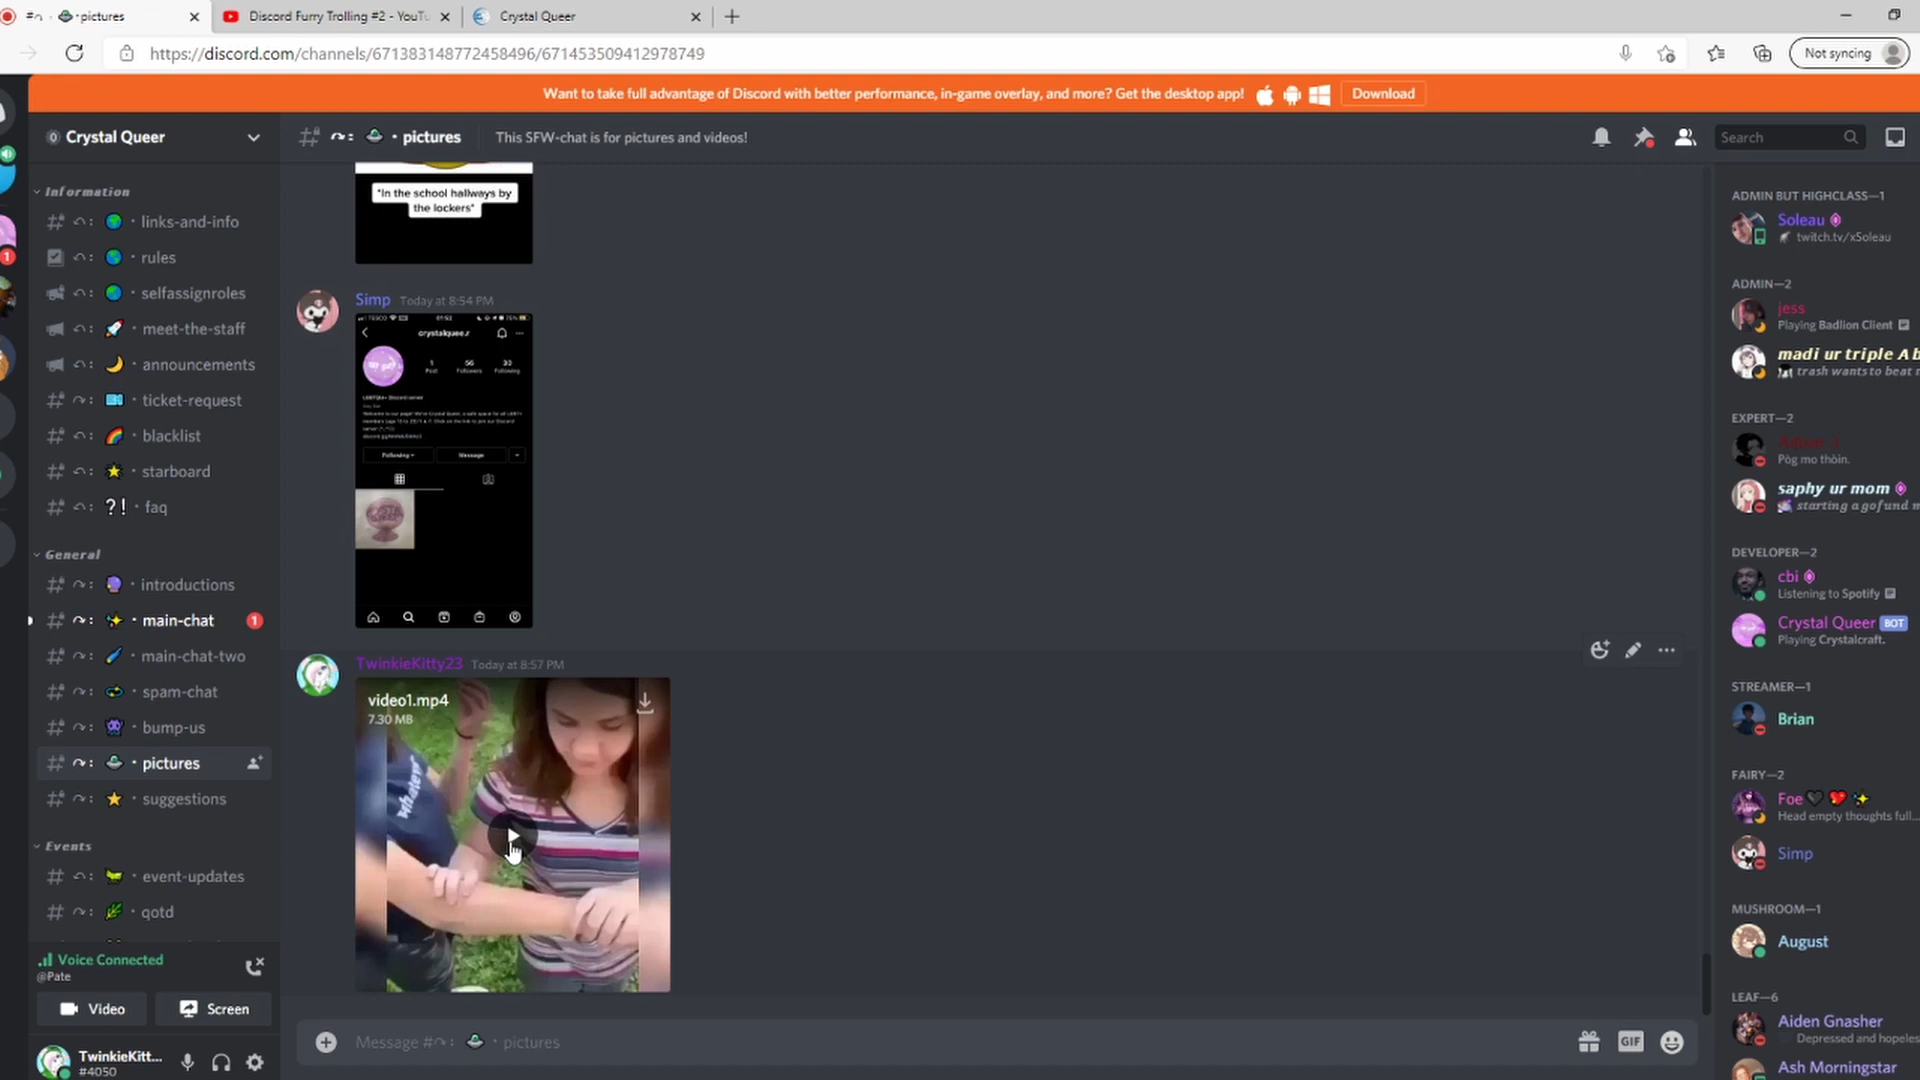 pictures
Discord Furry Trolling #2 - YouTu
Crystal Queer
https://discord.com/channels/671383148772458496/671453509412978749
Not syncing
Want to take full advantage of Discord with better performance, in-game overlay, and more? Get the desktop app!
Download
Crystal Queer
pictures
This SFW-chat is for pictures and videos!
Search
Information
links-and-info
rules
selfassignroles
meet-the-staff
announcements
ticket-request
blacklist
starboard
?! · faq
General
introductions
main-chat 1
main-chat-two
spam-chat
bump-us
pictures
suggestions
Events
event-updates
qotd
Voice Connected
@Pate
Video
Screen
TwinkieKitt...
#4050
"In the school hallways by
the lockers"
Simp Today at 8:54 PM
TESCO 01:52 75%
crystalquee.r
1 56 30
Post Followers Following
LGBTQIA+ Discord server
Following Message
TwinkieKitty23 Today at 8:57 PM
video1.mp4
7.30 MB
whatever
Message # pictures
GIF
ADMIN BUT HIGHCLASS—1
Soleau
twitch.tv/xSoleau
ADMIN—2
jess
Playing Badlion Client
madi ur triple A b
trash wants to beat m
EXPERT—2
Póg mo thóin.
saphy ur mom
starting a gofund m
DEVELOPER—2
cbi
Listening to Spotify
Crystal Queer BOT
Playing Crystalcraft.
STREAMER—1
Brian
FAIRY—2
Foe
Head empty thoughts full...
Simp
MUSHROOM—1
August
LEAF—6
Aiden Gnasher
Depressed and hopeles
Ash Morningstar